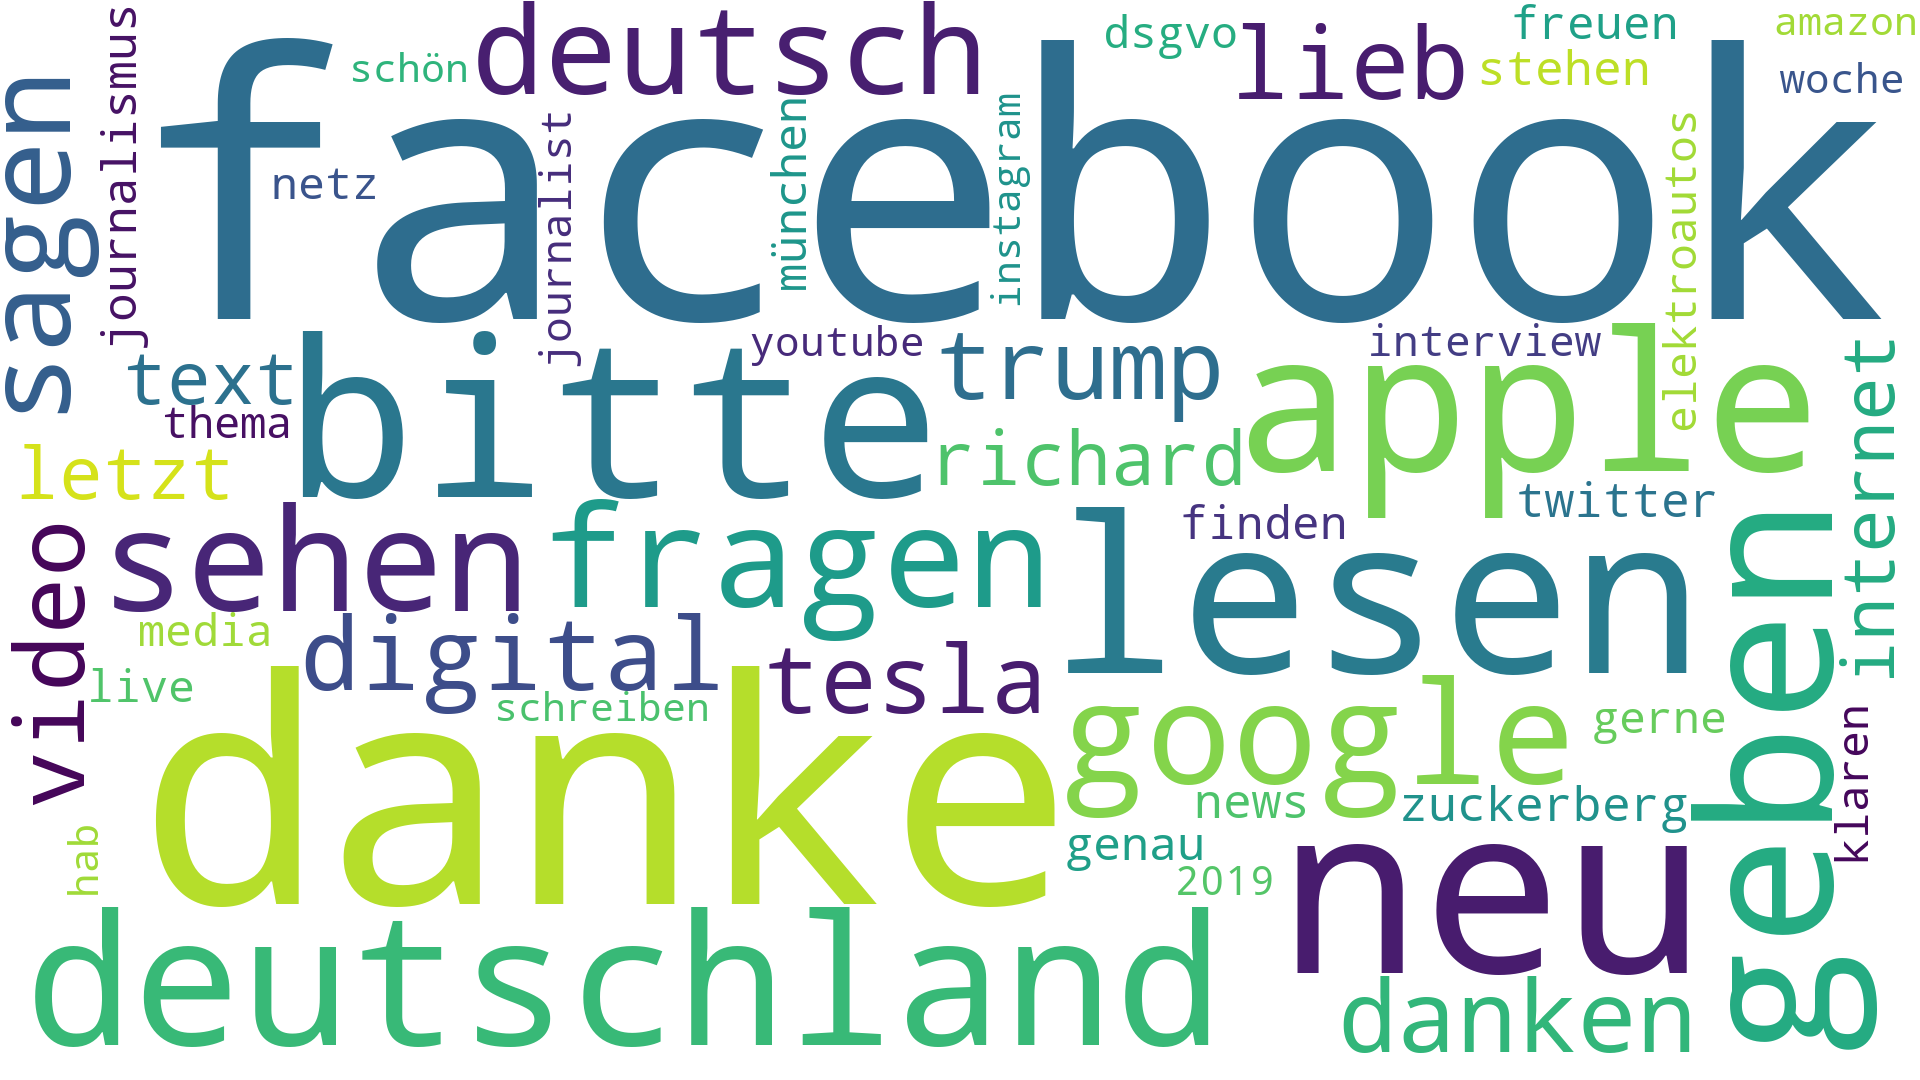 facebook
deutsch
lieb
dsgvo
freuen
amazon
schön
stehen
woche
sagen
journalismus
netz
journalist
münchen
instagram
elektroautos
bitte
youtube
trump
interview
apple
text
thema
richard
internet
letzt
twitter
sehen
fragen
finden
lesen
video
media
digital
tesla
geben
live
schreiben
google
gerne
danke
news
zuckerberg
klaren
hab
genau
2019
neu
deutschland
danken